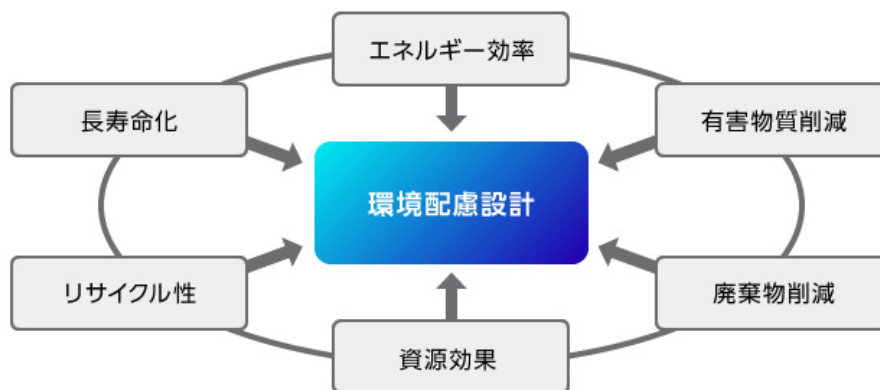 エネルギー効率
長寿命化
有害物質削減
環境配慮設計
リサイクル性
廃棄物削減
資源効果